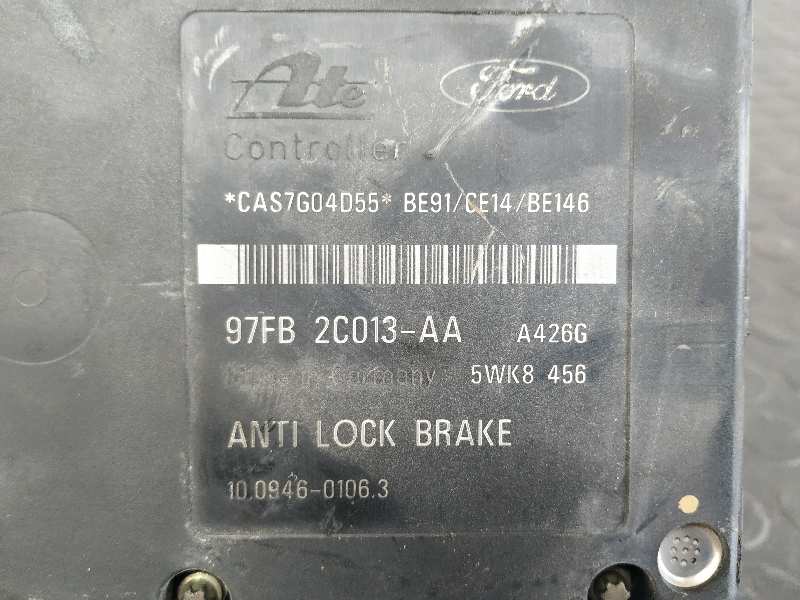 Ate
Ford
Controller
*CAS7G04D55* BE91/CE14/BE146
97FB 2C013-AA A426G
Germany 5WK8 456
ANTI LOCK BRAKE
10.0946-0106.3